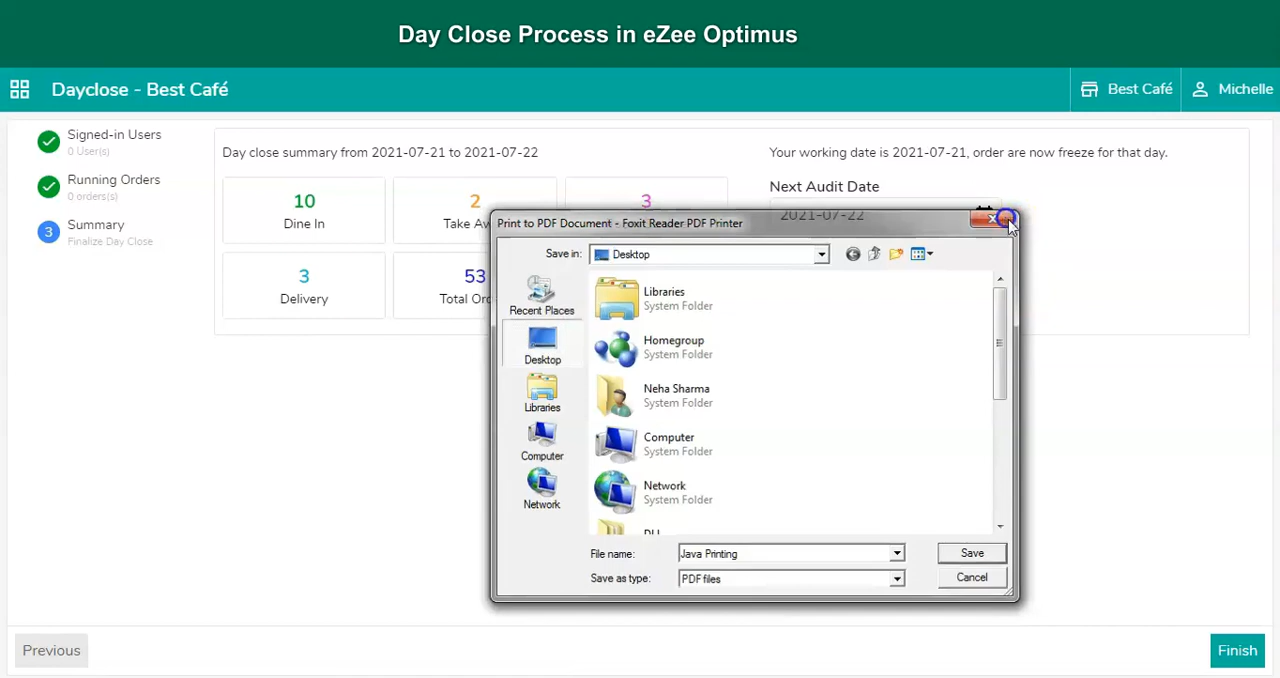 Day Close Process in eZee Optimus
Dayclose - Best Café
Best Café
Michelle
Signed-in Users
0 User(s)
Running Orders
0 orders(s)
3
Summary
Finalize Day Close
Day close summary from 2021-07-21 to 2021-07-22
10
Dine In
2
Take Aw
3
3
Delivery
53
Total Ord
Your working date is 2021-07-21, order are now freeze for that day.
Next Audit Date
2021-07-22
Print to PDF Document - Foxit Reader PDF Printer
Save in:
Desktop
Recent Places
Desktop
Libraries
Computer
Network
Libraries
System Folder
Homegroup
System Folder
Neha Sharma
System Folder
Computer
System Folder
Network
System Folder
File name:
Java Printing
Save
Save as type:
PDF files
Cancel
Previous
Finish